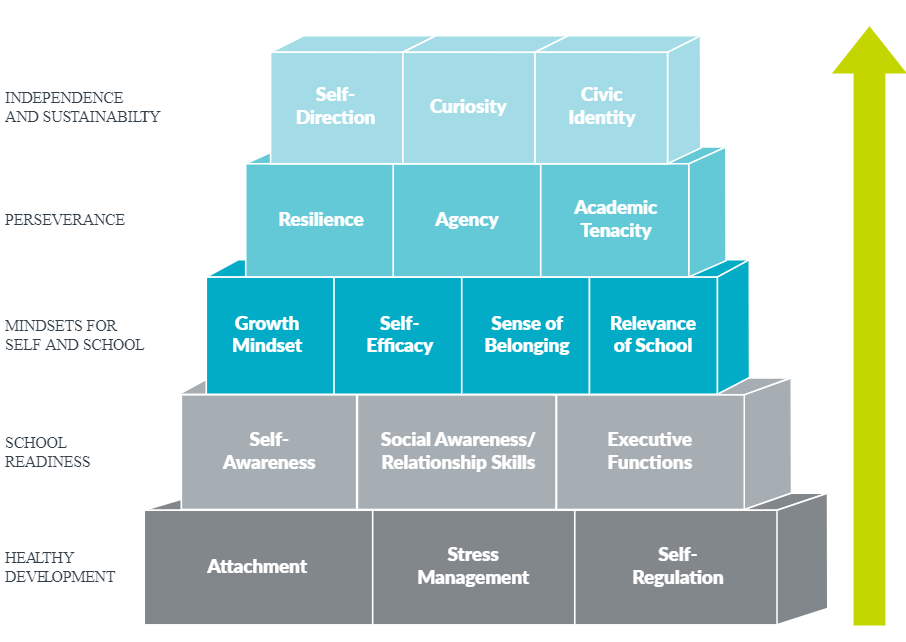 INDEPENDENCE
AND SUSTAINABILTY
Self-
Direction
Curiosity
Civic
Identity
PERSEVERANCE
Resilience
Agency
Academic
Tenacity
MINDSETS FOR
SELF AND SCHOOL
Growth
Mindset
Self-
Efficacy
Sense of
Belonging
Relevance
of School
SCHOOL
READINESS
Self-
Awareness
Social Awareness/
Relationship Skills
Executive
Functions
HEALTHY
DEVELOPMENT
Attachment
Stress
Management
Self-
Regulation